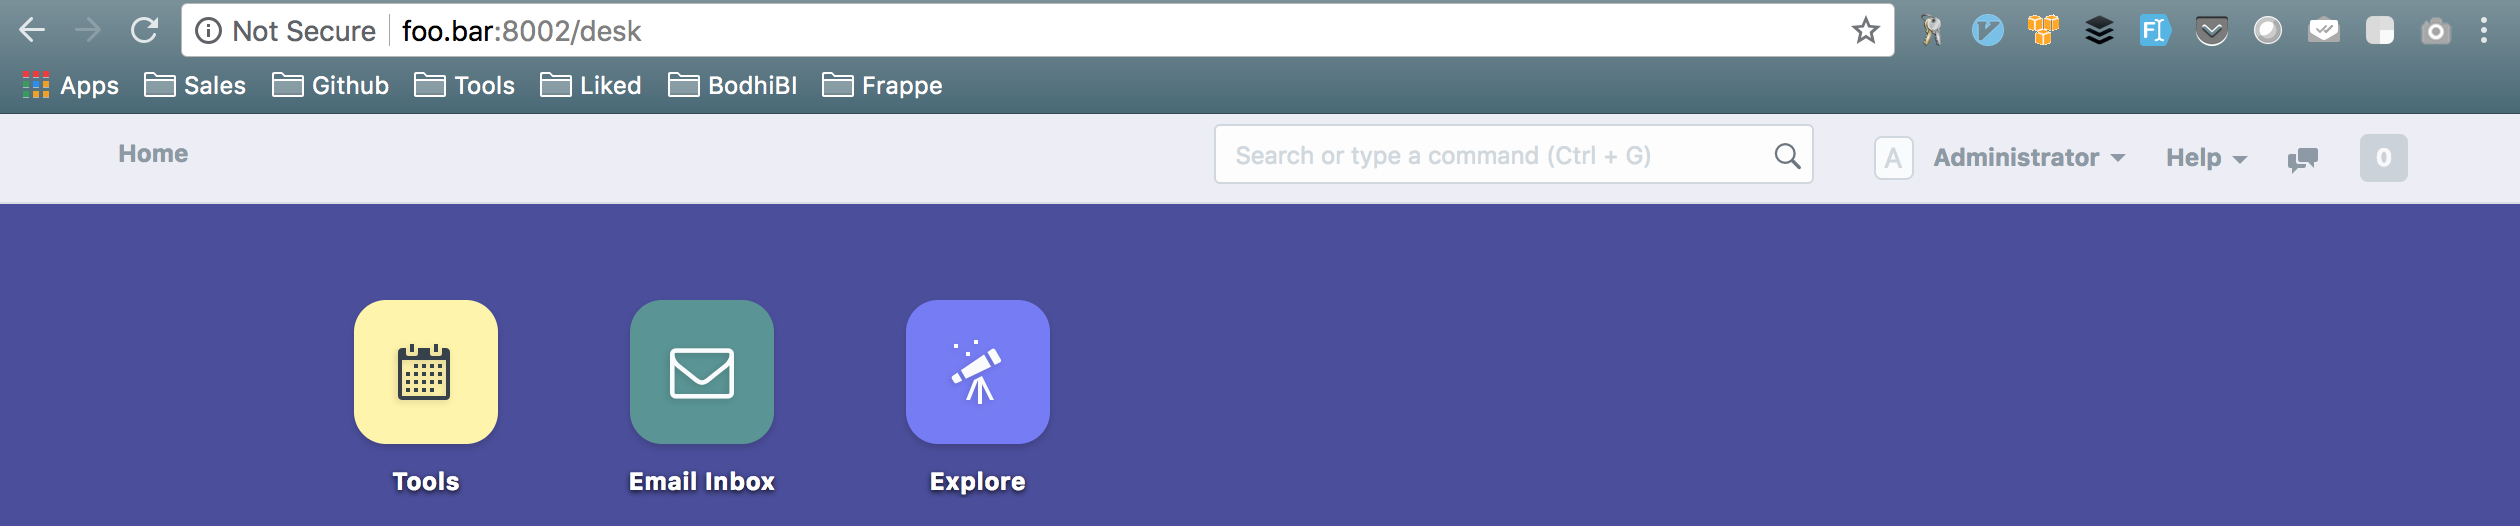 Not Secure foo.bar:8002/desk
Apps Sales Github Tools Liked BodhiBI Frappe
Home Search or type a command (Ctrl + G) A Administrator Help 0
Tools Email Inbox Explore